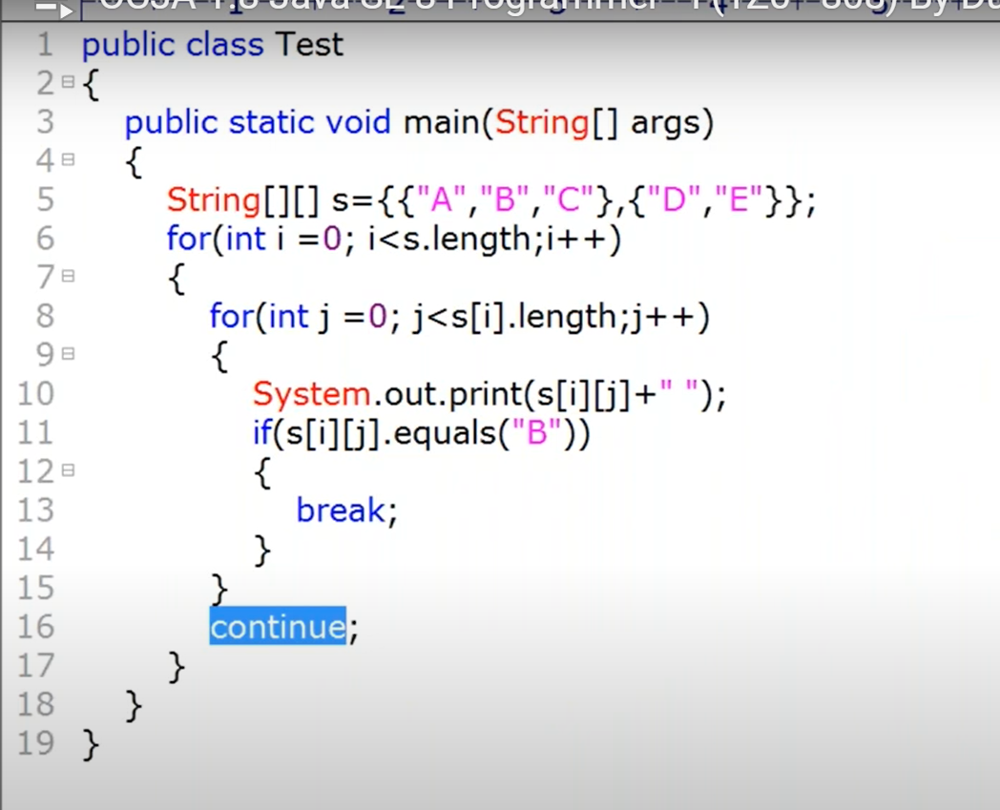 1 public class Test
2 {
3 public static void main(String[] args)
4 {
5 String[][] s={{"A","B","C"},{"D","E"}};
6 for(int i =0; i<s.length;i++)
7 {
8 for(int j =0; j<s[i].length;j++)
9 {
10 System.out.print(s[i][j]+" ");
11 if(s[i][j].equals("B"))
12 {
13 break;
14 }
15 }
16 continue;
17 }
18 }
19 }